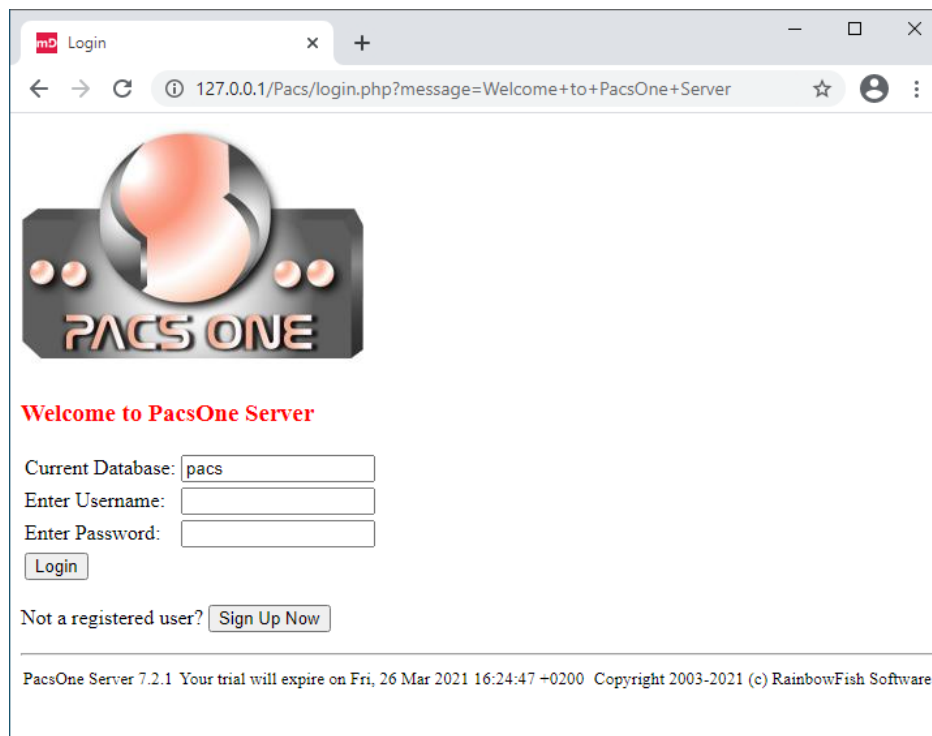 mD Login
127.0.0.1/Pacs/login.php?message=Welcome+to+PacsOne+Server
PACS ONE
Welcome to PacsOne Server
Current Database: pacs
Enter Username:
Enter Password:
Login
Not a registered user? Sign Up Now
PacsOne Server 7.2.1 Your trial will expire on Fri, 26 Mar 2021 16:24:47 +0200 Copyright 2003-2021 (c) RainbowFish Software